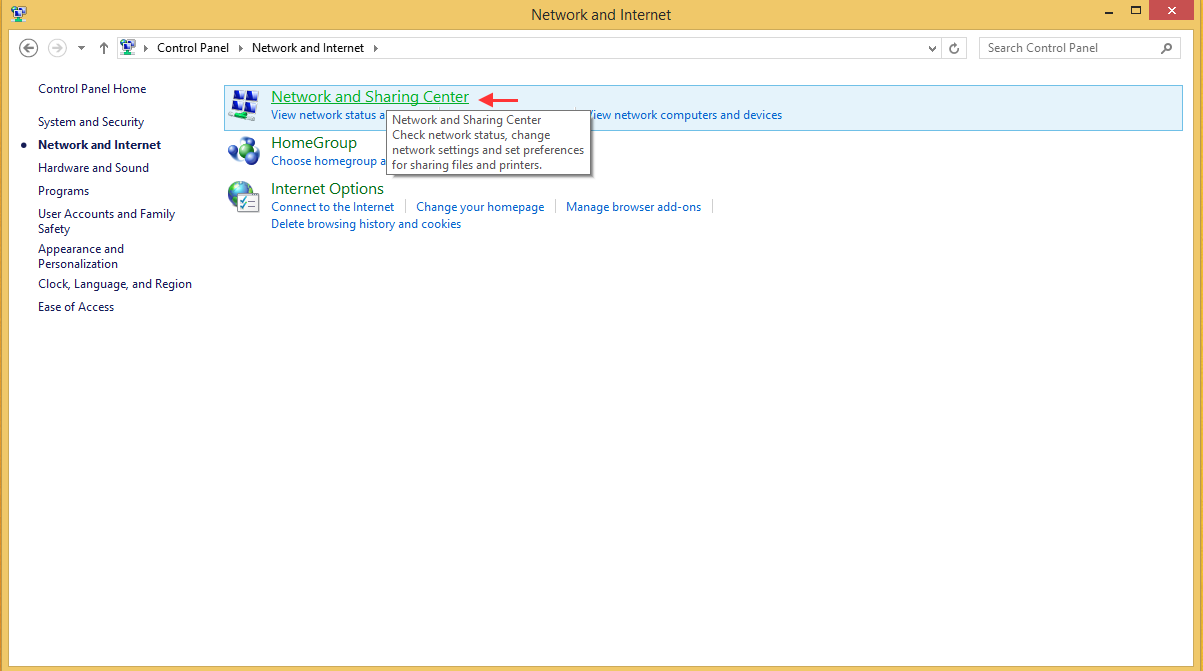 Network and Internet
Control Panel Network and Internet
Search Control Panel
Control Panel Home
System and Security
Network and Internet
Hardware and Sound
Programs
User Accounts and Family
Safety
Appearance and
Personalization
Clock, Language, and Region
Ease of Access
Network and Sharing Center
View network status a
iew network computers and devices
Network and Sharing Center
Check network status, change
network settings and set preferences
for sharing files and printers.
HomeGroup
Choose homegroup a
Internet Options
Connect to the Internet Change your homepage Manage browser add-ons
Delete browsing history and cookies